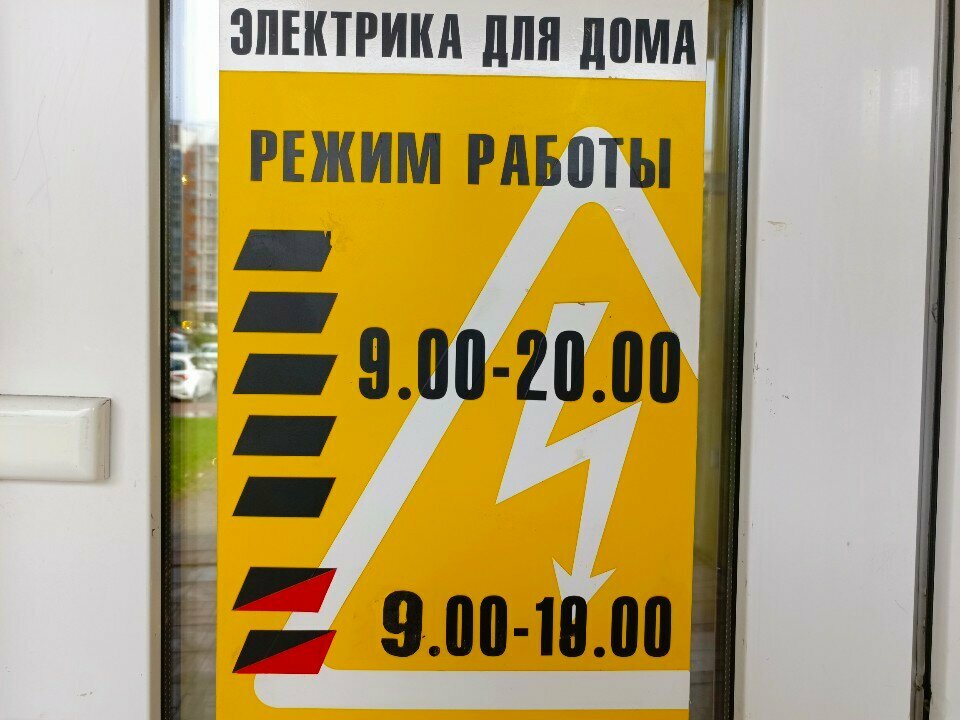 ЭЛЕКТРИКА ДЛЯ ДОМА
РЕЖИМ РАБОТЫ
9.00-20.00
9.00-19.00